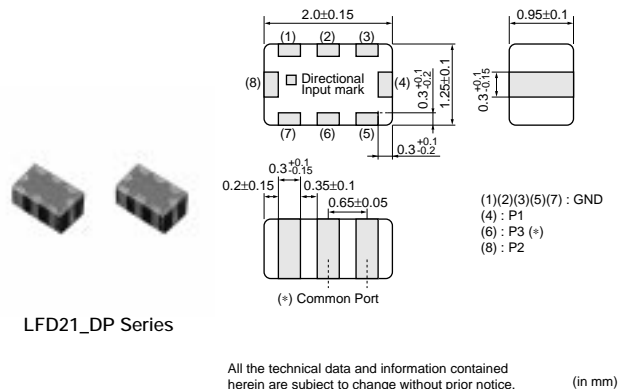 2.0±0.15
0.95±0.1
(1) (2) (3)
(8) Directional (4)
Input mark
(7) (6) (5)
0.3+0.1-0.2
1.25±0.1
0.3+0.1-0.15
0.3+0.1-0.2
0.3+0.1-0.15
0.2±0.15 0.35±0.1
0.65±0.05
(1)(2)(3)(5)(7) : GND
(4) : P1
(6) : P3 (*)
(8) : P2
(*) Common Port
LFD21_DP Series
All the technical data and information contained
herein are subject to change without prior notice.
(in mm)